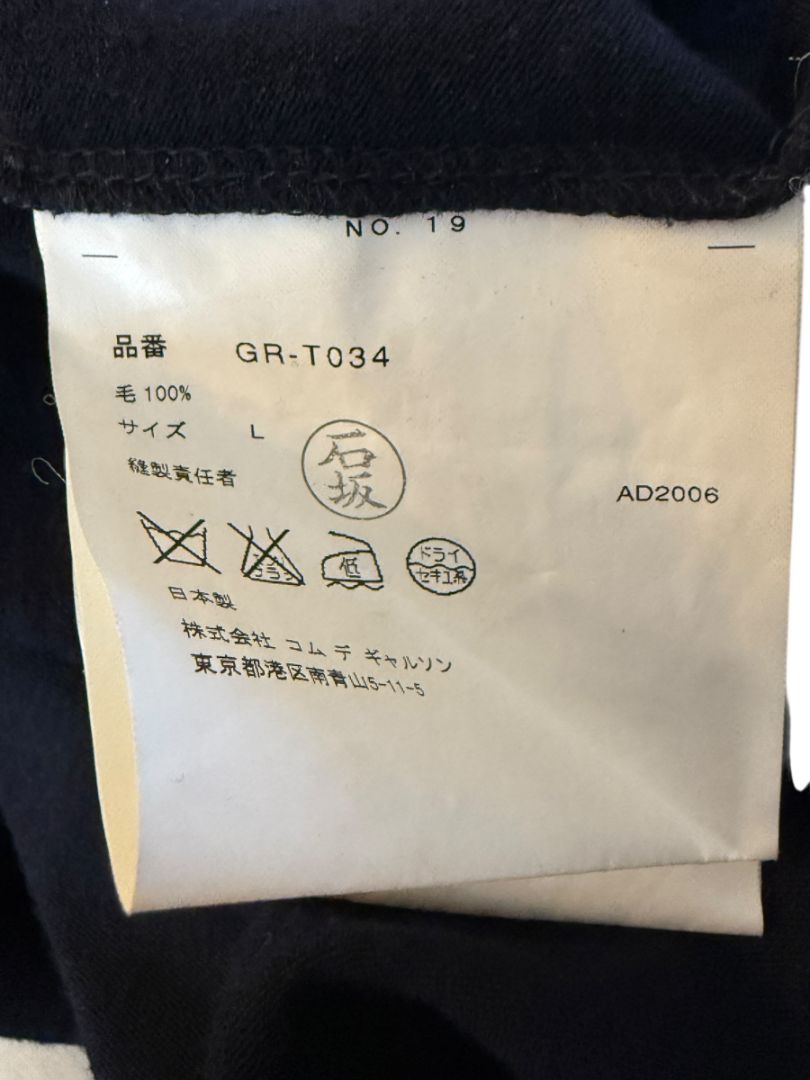 NO. 19
品番 GR-T034
毛 100%
サイズ L
縫製責任者 石坂
AD2006
低
ドライ
セキユ系
日本製
株式会社 コム デ ギャルソン
東京都港区南青山5-11-5